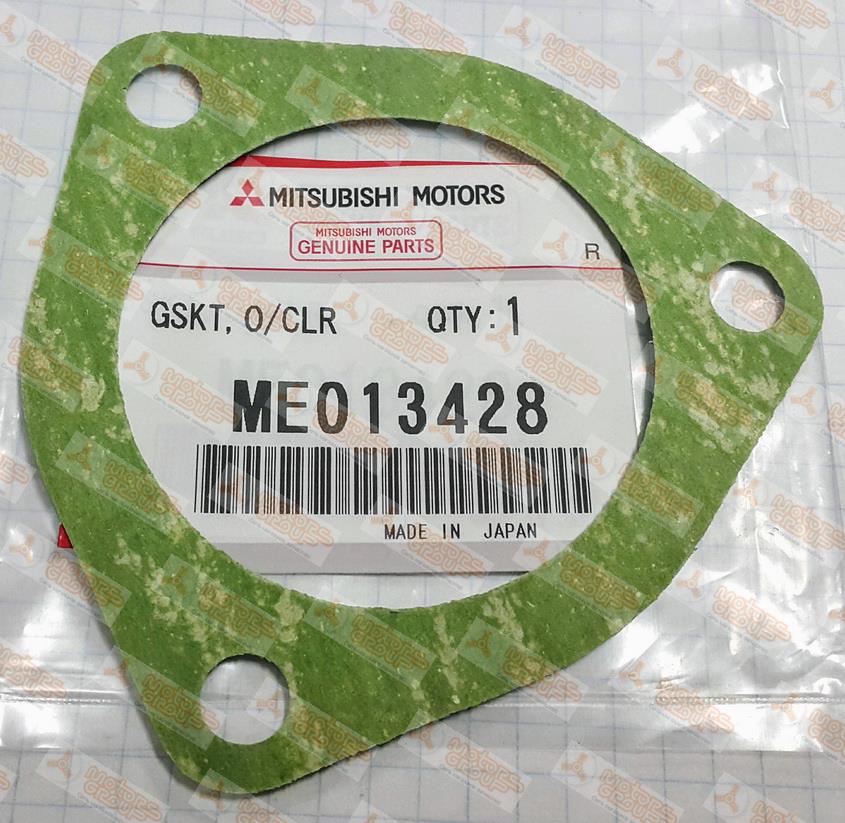 MITSUBISHI MOTORS
MITSUBISHI MOTORS
GENUINE PARTS
R
GSKT, O/CLR QTY: 1
ME013428
MADE IN JAPAN